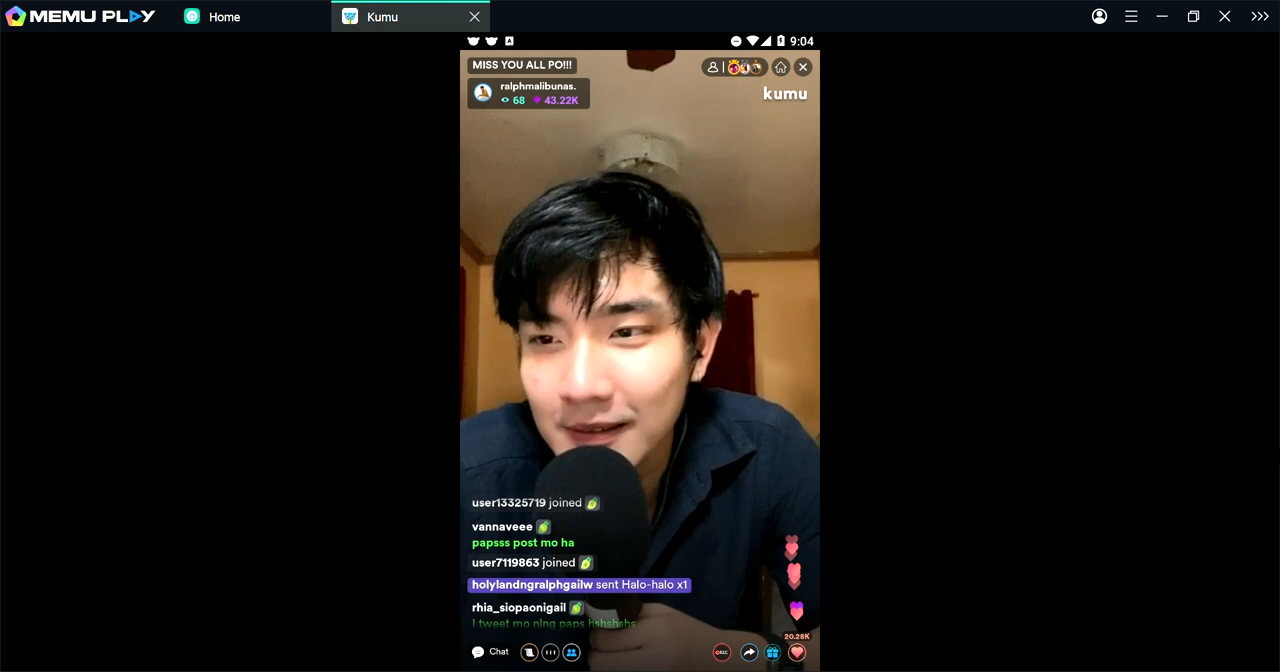 MEMU PLAY
Home
Kumu
9:04
MISS YOU ALL PO!!!
ralphmalibunas.
68 43.22K
kumu
user13325719 joined
vannaveee
papsss post mo ha
user7119863 joined
holylandngralphgailw sent Halo-halo x1
rhia_siopaonigail
I tweet mo nlng paps hshshshs
20.28K
Chat
REC